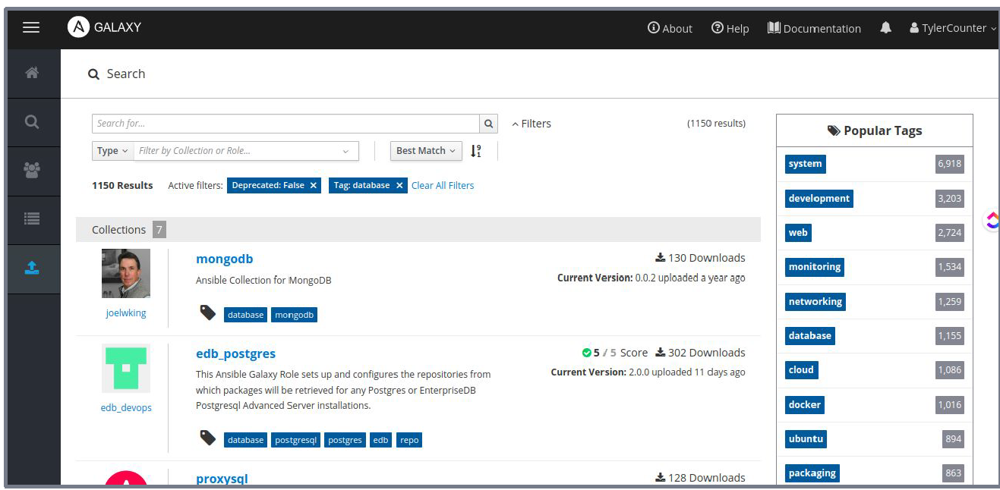 GALAXY
About Help Documentation TylerCounter
Search
Search for...
Filters
(1150 results)
Type Filter by Collection or Role...
Best Match
1150 Results Active filters: Deprecated: False Tag: database Clear All Filters
Collections 7
mongodb
130 Downloads
Ansible Collection for MongoDB
Current Version: 0.0.2 uploaded a year ago
joelwking
database mongodb
edb_postgres
5 / 5 Score 302 Downloads
This Ansible Galaxy Role sets up and configures the repositories from
which packages will be retrieved for any Postgres or EnterpriseDB
Postgresql Advanced Server installations.
Current Version: 2.0.0 uploaded 11 days ago
edb_devops
database postgresql postgres edb repo
proxysql
128 Downloads
Popular Tags
system 6,918
development 3,203
web 2,724
monitoring 1,534
networking 1,259
database 1,155
cloud 1,086
docker 1,016
ubuntu 894
packaging 863